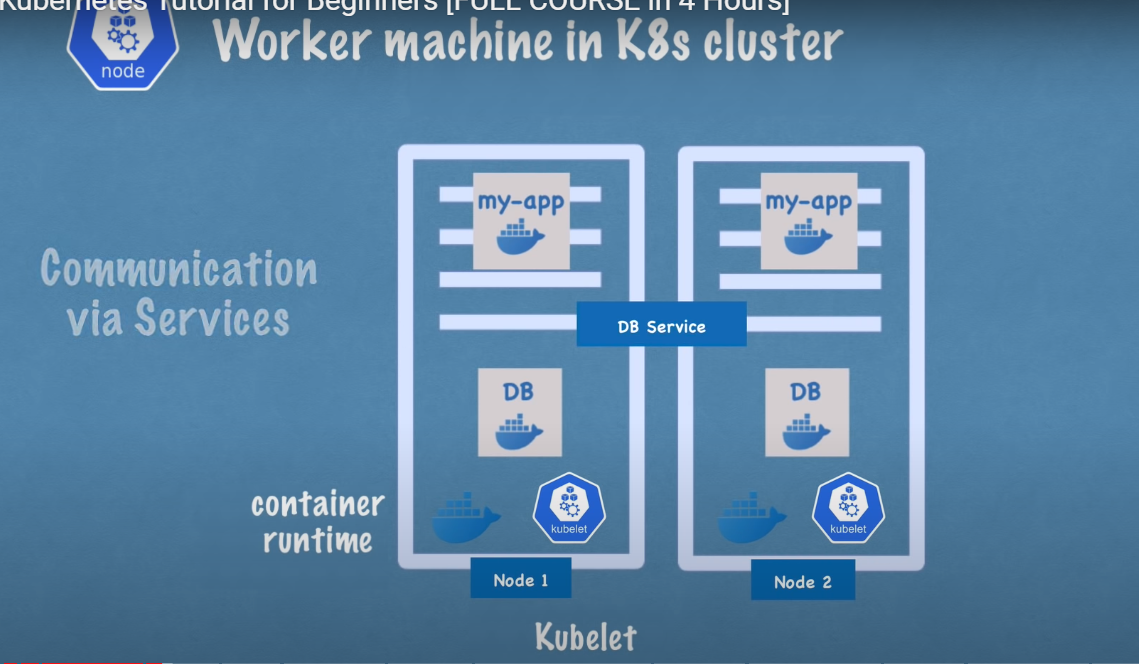 Kubernetes Tutorial for Beginners [FULL COURSE in 4 Hours]
node
Worker machine in K8s cluster
Communication
via Services
my-app
my-app
DB Service
DB
DB
container
runtime
kubelet
kubelet
Node 1
Node 2
Kubelet